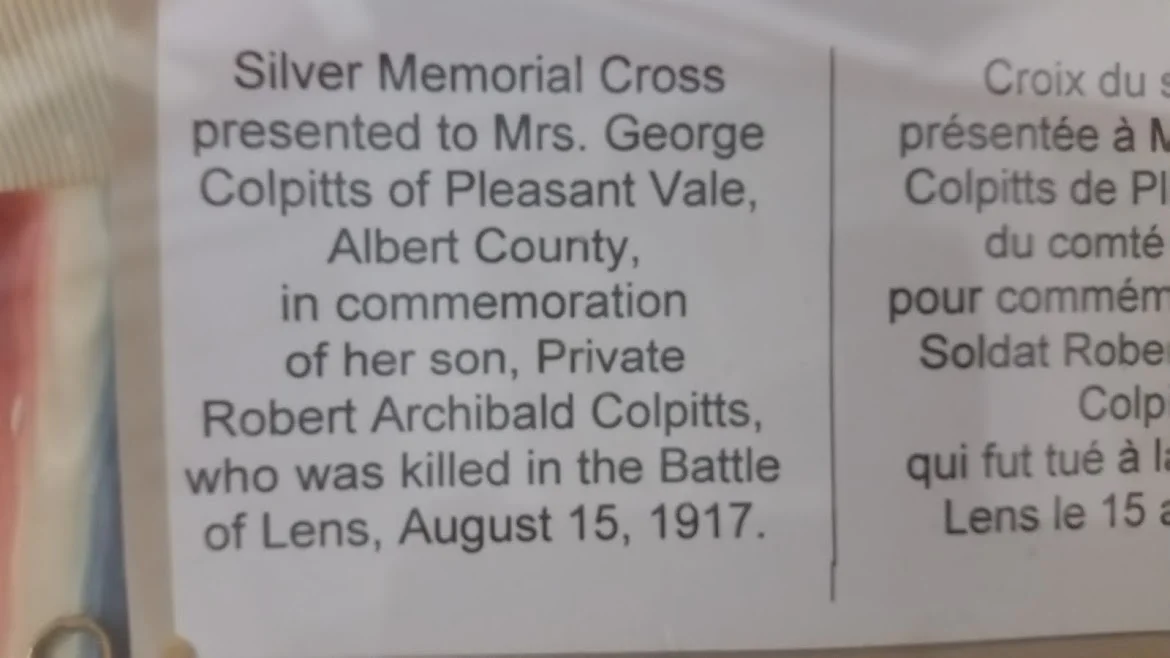 Silver Memorial Cross
presented to Mrs. George
Colpitts of Pleasant Vale,
Albert County,
in commemoration
of her son, Private
Robert Archibald Colpitts,
who was killed in the Battle
of Lens, August 15, 1917.
Croix du
présentée à
Colpitts de
du comté
pour
Soldat
qui fut tué à
Lens le 15